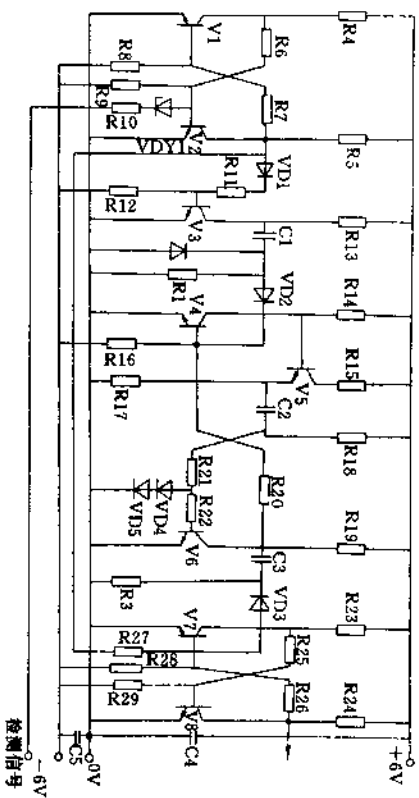 V1
R4
R6
R8
R9
R7
R10
V2
R5
VDY1
VD1
R11
R12
V3
C1
R13
R1
VD2
V4
R14
R16
R15
V5
R17
C2
R18
R21
R20
R22
VD5
VD4
V6
R19
C3
R3
VD3
V7
R23
R27
R25
R28
R26
R29
R24
V8
C4
C5
0V
+6V
-6V
检测信号